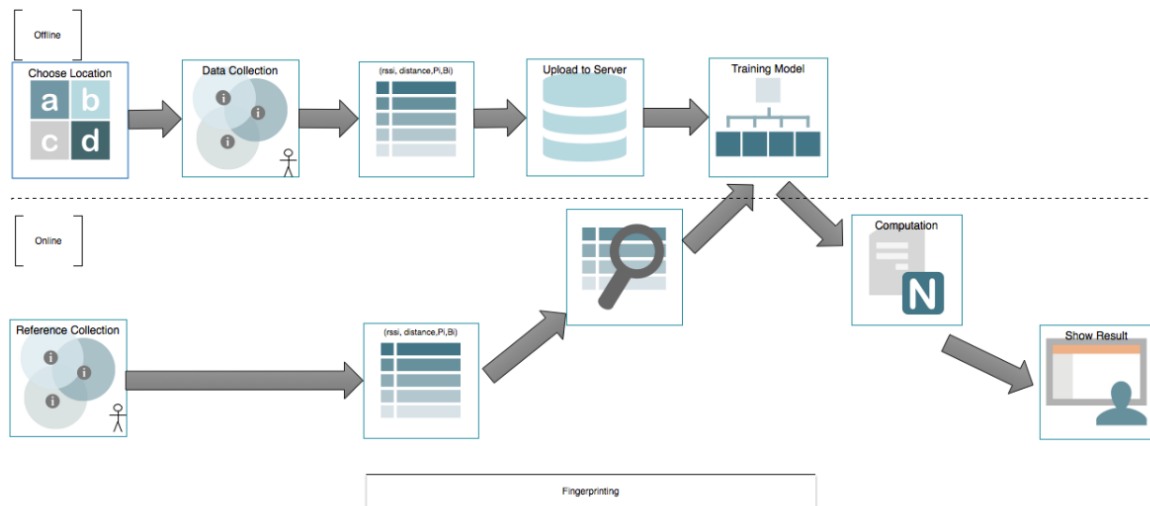 Offline
Choose Location
a b
c d
Data Collection
i
i
i
(rssi, distance,Pi,Bi)
Upload to Server
Training Model
Online
Reference Collection
i
i
i
(rssi, distance,Pi,Bi)
Computation
N
Show Result
Fingerprinting